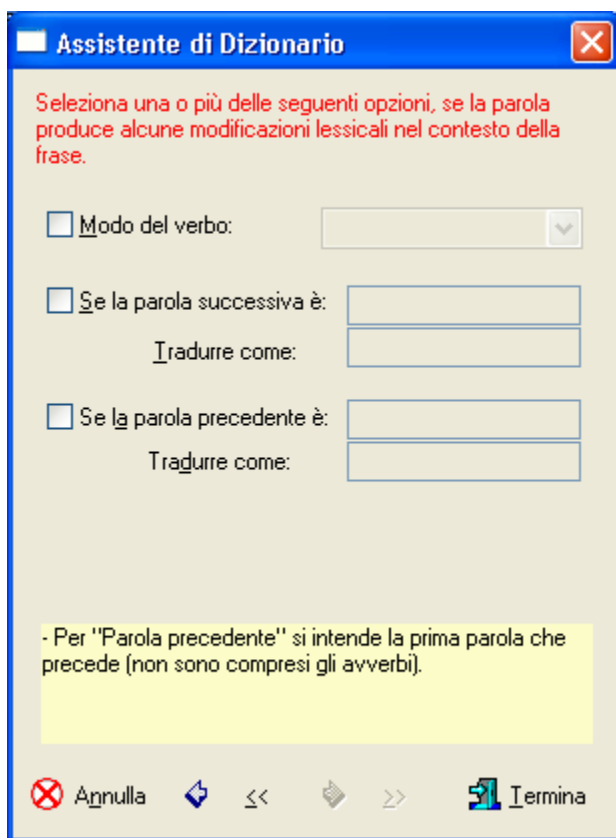 Assistente di Dizionario
Seleziona una o più delle seguenti opzioni, se la parola
produce alcune modificazioni lessicali nel contesto della
frase.
Modo del verbo:
Se la parola successiva è:
Tradurre come:
Se la parola precedente è:
Tradurre come:
- Per "Parola precedente" si intende la prima parola che
precede (non sono compresi gli avverbi).
Annulla << >> Termina